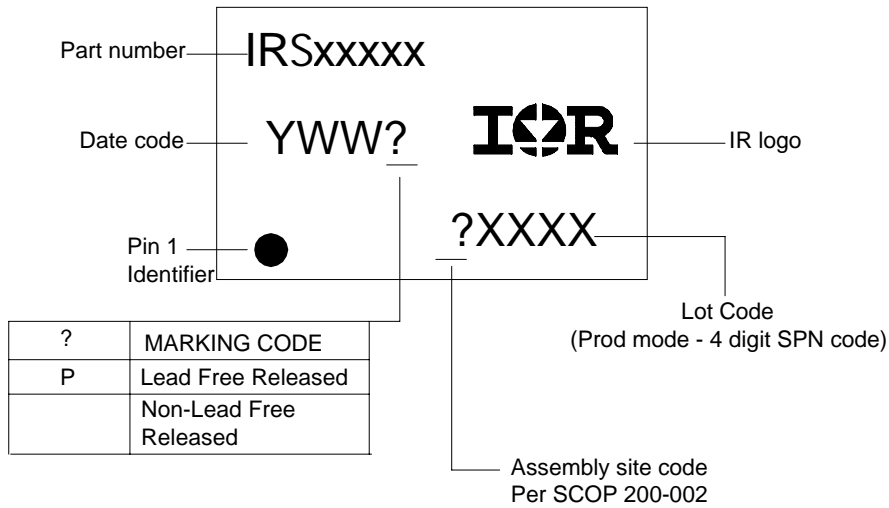 Part number
IRSxxxxx
Date code
YWW?
IOR
IR logo
?XXXX
Pin 1
Identifier
Lot Code
(Prod mode - 4 digit SPN code)
? MARKING CODE
P Lead Free Released
Non-Lead Free
Released
Assembly site code
Per SCOP 200-002